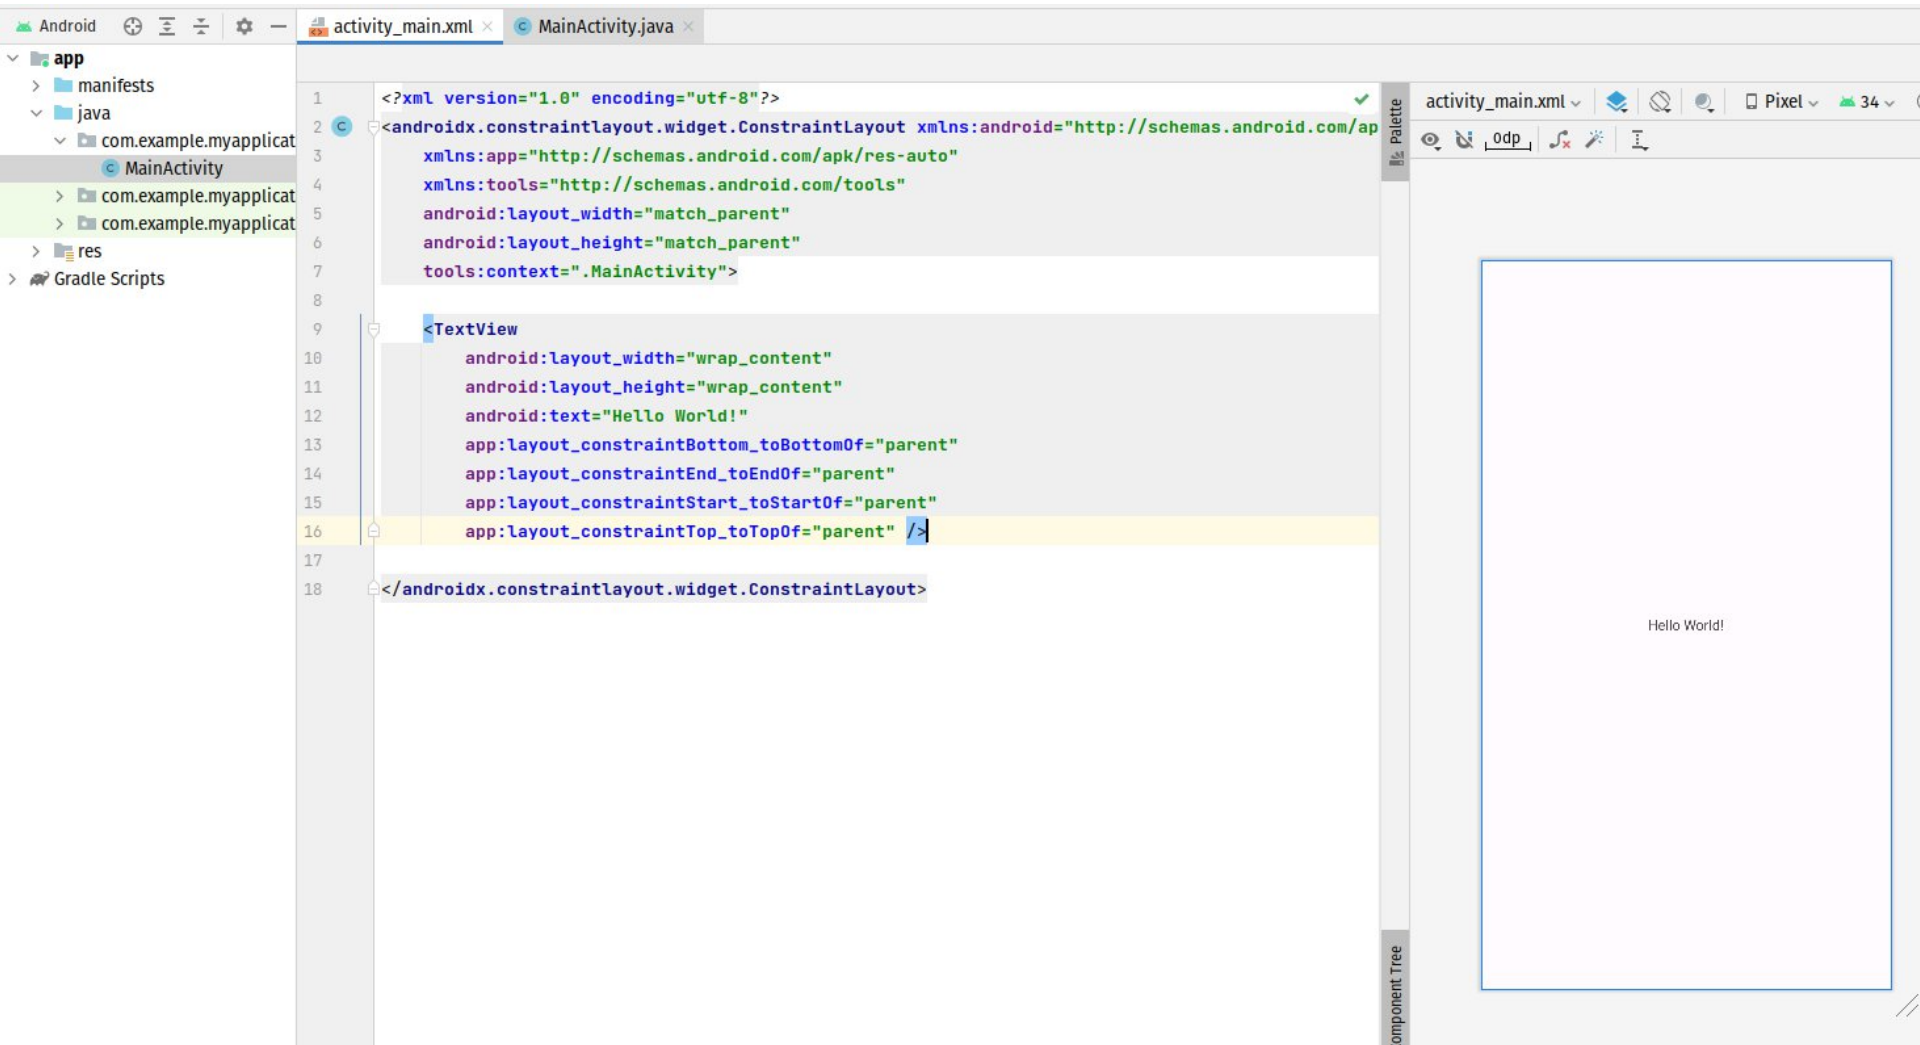 Android
activity_main.xml
MainActivity.java
app
manifests
java
com.example.myapplicat
MainActivity
com.example.myapplicat
com.example.myapplicat
res
Gradle Scripts
1 <?xml version="1.0" encoding="utf-8"?>
2 <androidx.constraintlayout.widget.ConstraintLayout xmlns:android="http://schemas.android.com/ap
3 xmlns:app="http://schemas.android.com/apk/res-auto"
4 xmlns:tools="http://schemas.android.com/tools"
5 android:layout_width="match_parent"
6 android:layout_height="match_parent"
7 tools:context=".MainActivity">
8
9 <TextView
10 android:layout_width="wrap_content"
11 android:layout_height="wrap_content"
12 android:text="Hello World!"
13 app:layout_constraintBottom_toBottomOf="parent"
14 app:layout_constraintEnd_toEndOf="parent"
15 app:layout_constraintStart_toStartOf="parent"
16 app:layout_constraintTop_toTopOf="parent" />
17
18 </androidx.constraintlayout.widget.ConstraintLayout>
Palette
omponent Tree
activity_main.xml
Pixel
34
0dp
Hello World!